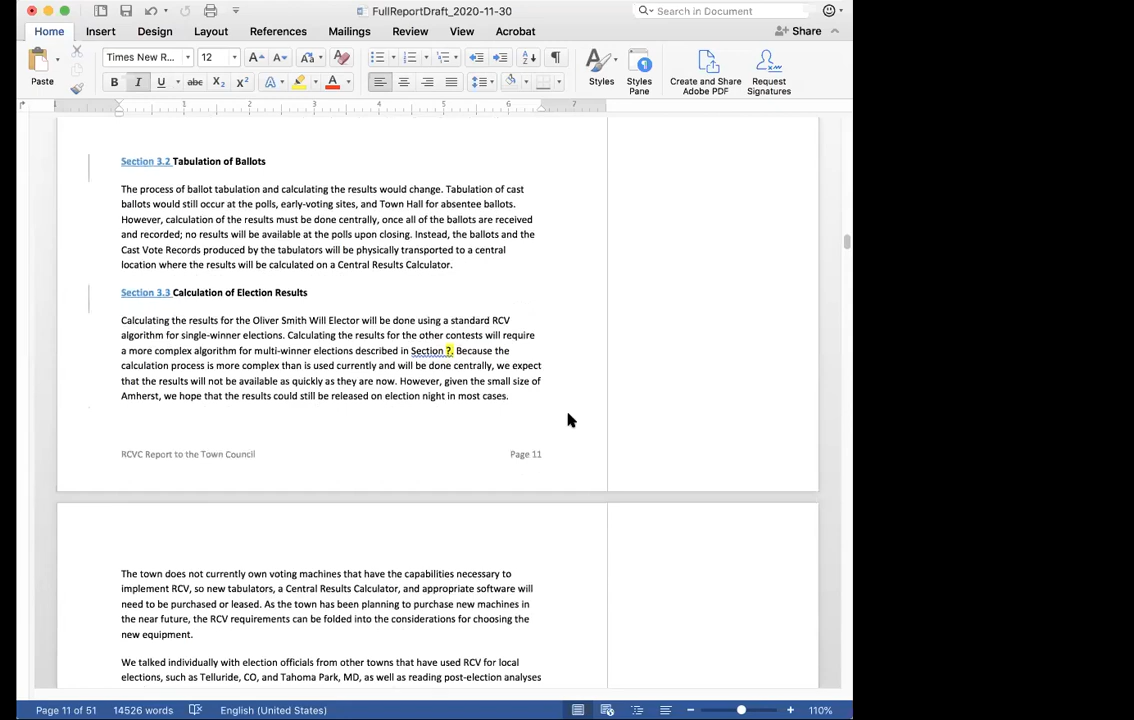 FullReportDraft_2020-11-30
Search in Document
Home Insert Design Layout References Mailings Review View Acrobat
Share
Paste
Times New R... 12
B I U abc X₂ X² A A
Styles
Styles Pane
Create and Share Adobe PDF
Request Signatures
1 2 3 4 5 6 7
Section 3.2 Tabulation of Ballots
The process of ballot tabulation and calculating the results would change. Tabulation of cast
ballots would still occur at the polls, early-voting sites, and Town Hall for absentee ballots.
However, calculation of the results must be done centrally, once all of the ballots are received
and recorded; no results will be available at the polls upon closing. Instead, the ballots and the
Cast Vote Records produced by the tabulators will be physically transported to a central
location where the results will be calculated on a Central Results Calculator.
Section 3.3 Calculation of Election Results
Calculating the results for the Oliver Smith Will Elector will be done using a standard RCV
algorithm for single-winner elections. Calculating the results for the other contests will require
a more complex algorithm for multi-winner elections described in Section ?. Because the
calculation process is more complex than is used currently and will be done centrally, we expect
that the results will not be available as quickly as they are now. However, given the small size of
Amherst, we hope that the results could still be released on election night in most cases.
RCVC Report to the Town Council Page 11
The town does not currently own voting machines that have the capabilities necessary to
implement RCV, so new tabulators, a Central Results Calculator, and appropriate software will
need to be purchased or leased. As the town has been planning to purchase new machines in
the near future, the RCV requirements can be folded into the considerations for choosing the
new equipment.
We talked individually with election officials from other towns that have used RCV for local
elections, such as Telluride, CO, and Tahoma Park, MD, as well as reading post-election analyses
Page 11 of 51 14526 words English (United States) 110%